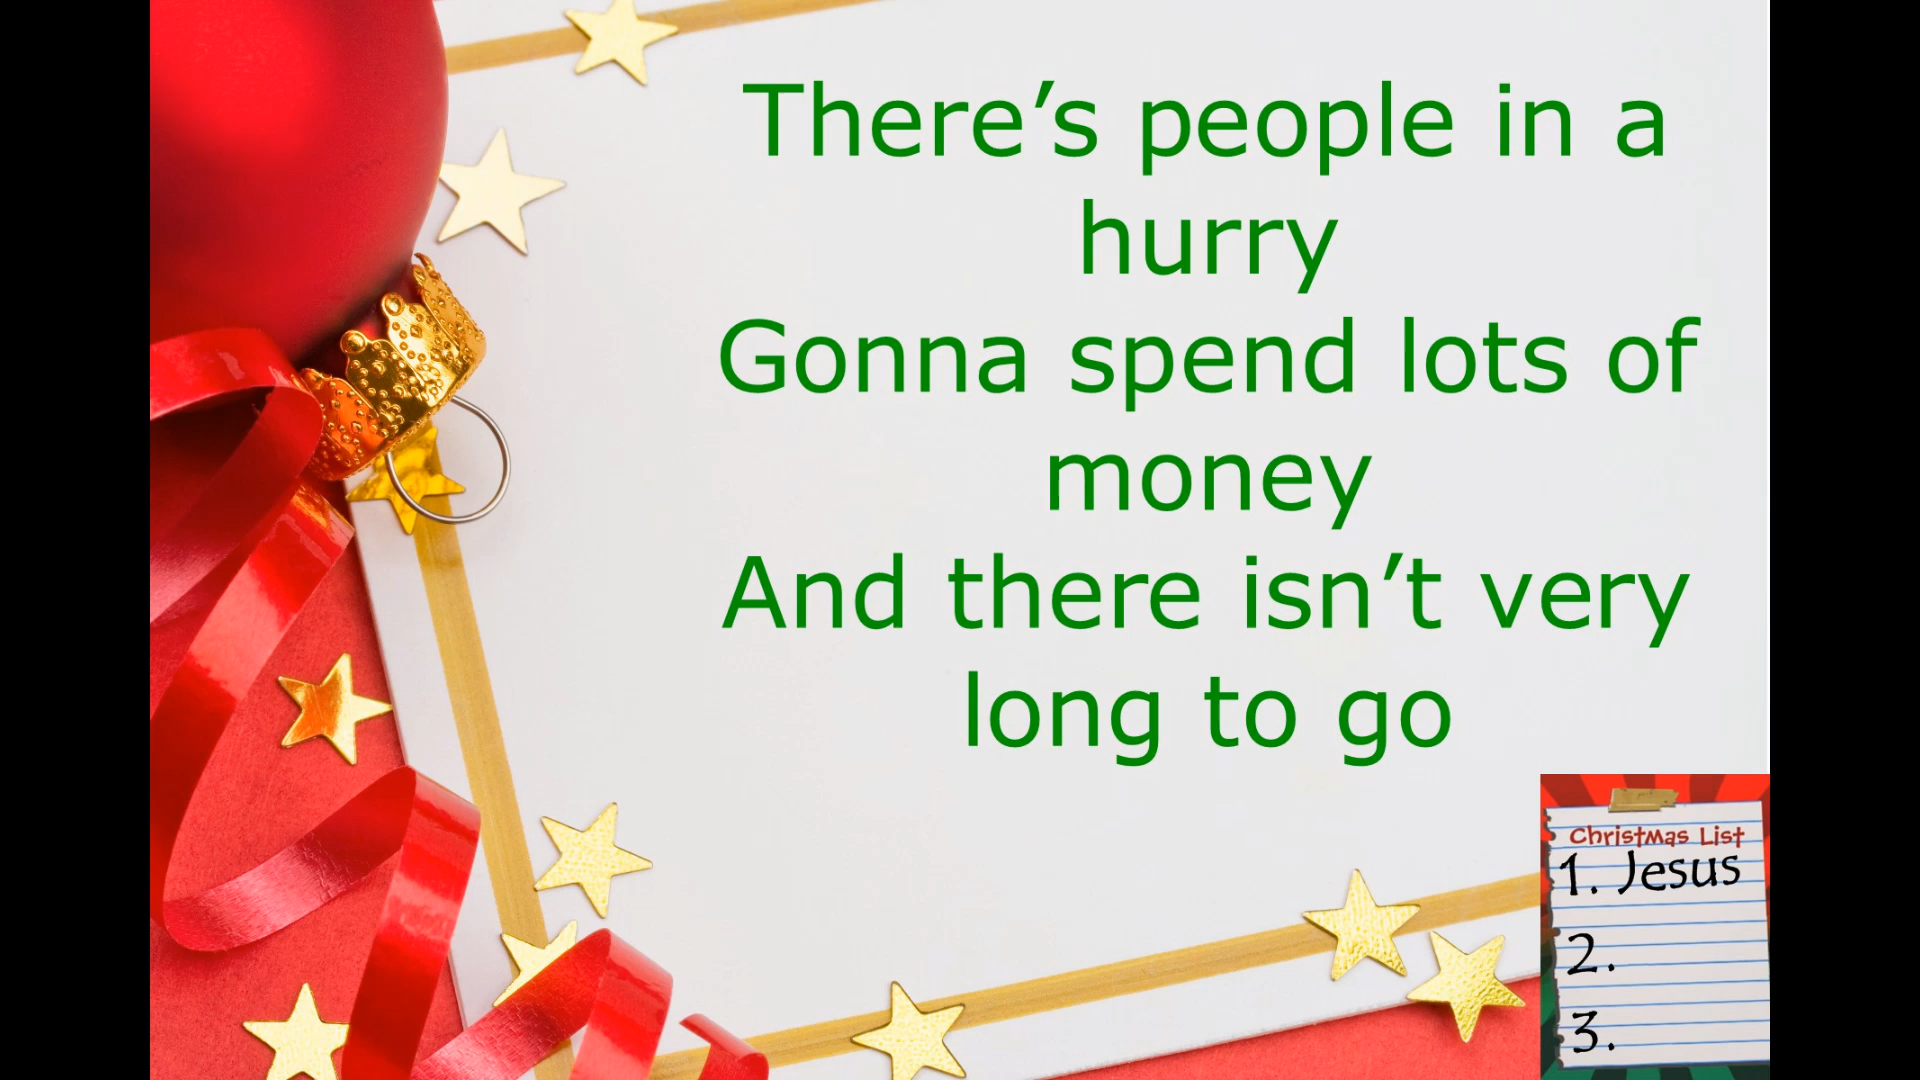 There’s people in a
hurry
Gonna spend lots of
money
And there isn’t very
long to go
Christmas List
1. Jesus
2.
3.